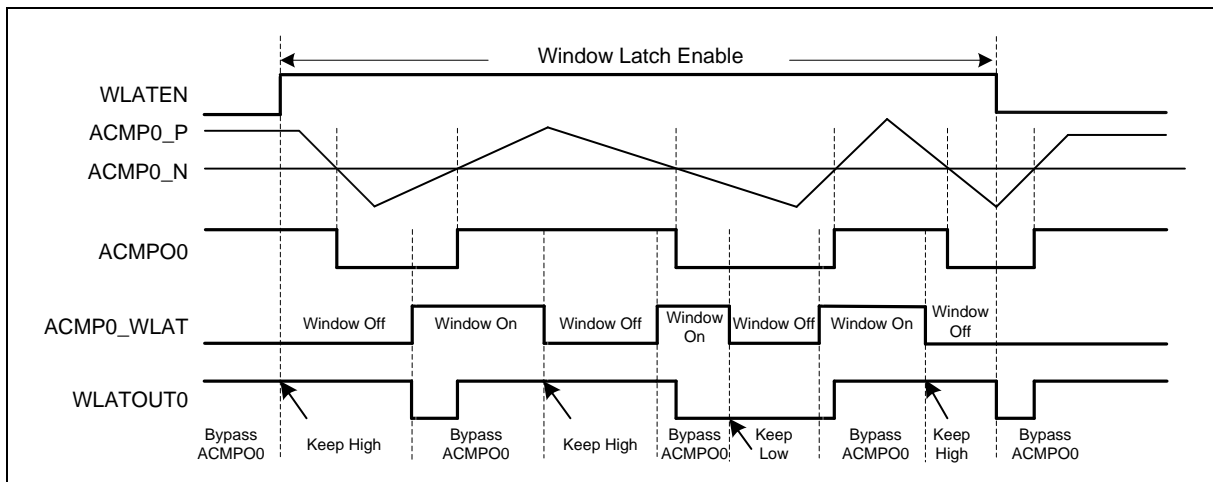 Window Latch Enable
WLATEN
ACMP0_P
ACMP0_N
ACMPO0
ACMP0_WLAT
Window Off
Window On
Window Off
Window
On
Window Off
Window On
Window
Off
WLATOUT0
Bypass
ACMPO0
Keep High
Bypass
ACMPO0
Keep High
Bypass
ACMPO0
Keep
Low
Bypass
ACMPO0
Keep
High
Bypass
ACMPO0